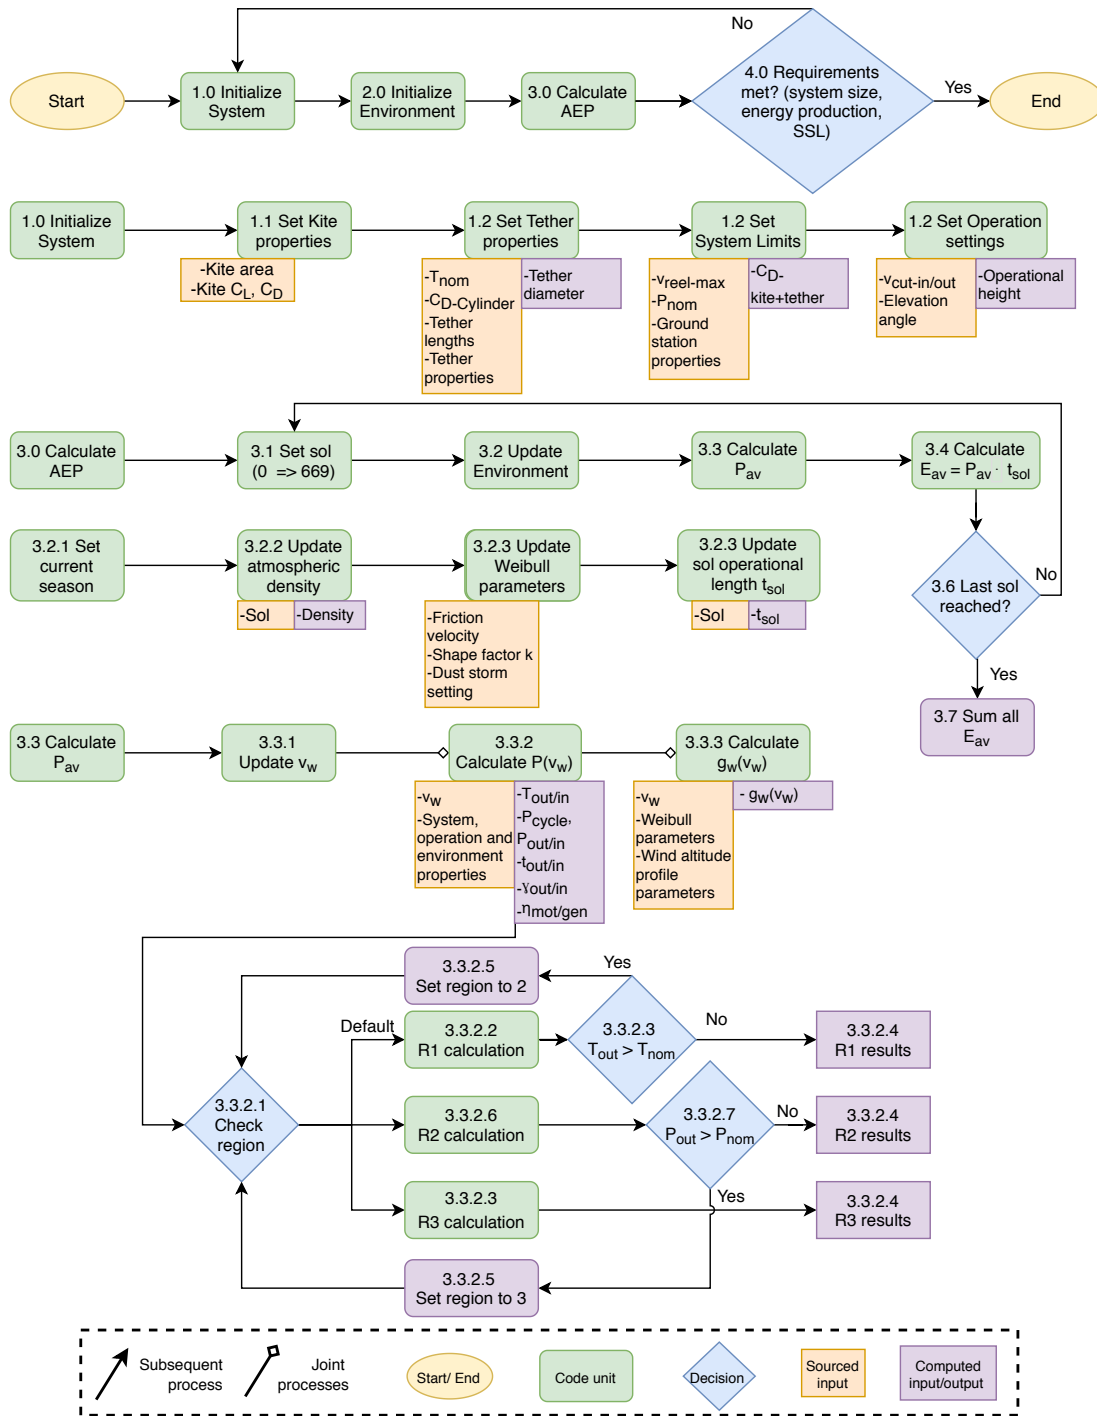 No
Start
1.0 Initialize
System
2.0 Initialize
Environment
3.0 Calculate
AEP
4.0 Requirements
met? (system size,
energy production,
SSL)
Yes
End
1.0 Initialize
System
1.1 Set Kite
properties
1.2 Set Tether
properties
1.2 Set
System Limits
1.2 Set Operation
settings
-Kite area
-Kite CL, CD
-Tnom
-CD-Cylinder
-Tether
lengths
-Tether
properties
-Tether
diameter
-vreel-max
-Pnom
-Ground
station
properties
-CD-
kite+tether
-vcut-in/out
-Elevation
angle
-Operational
height
3.0 Calculate
AEP
3.1 Set sol
(0 => 669)
3.2 Update
Environment
3.3 Calculate
Pav
3.4 Calculate
Eav = Pav · tsol
3.2.1 Set
current
season
3.2.2 Update
atmospheric
density
3.2.3 Update
Weibull
parameters
3.2.3 Update
sol operational
length tsol
3.6 Last sol
reached?
No
Yes
-Sol
-Density
-Friction
velocity
-Shape factor k
-Dust storm
setting
-Sol
-tsol
3.7 Sum all
Eav
3.3 Calculate
Pav
3.3.1
Update vw
3.3.2
Calculate P(vw)
3.3.3 Calculate
gw(vw)
-vw
-System,
operation and
environment
properties
-Tout/in
-Pcycle,
Pout/in
-tout/in
-γout/in
-ηmot/gen
-vw
-Weibull
parameters
-Wind altitude
profile
parameters
- gw(vw)
3.3.2.5
Set region to 2
Yes
Default
3.3.2.2
R1 calculation
3.3.2.3
Tout > Tnom
No
3.3.2.4
R1 results
3.3.2.1
Check
region
3.3.2.6
R2 calculation
3.3.2.7
Pout > Pnom
No
3.3.2.4
R2 results
3.3.2.3
R3 calculation
Yes
3.3.2.4
R3 results
3.3.2.5
Set region to 3
Subsequent
process
Joint
processes
Start/ End
Code unit
Decision
Sourced
input
Computed
input/output